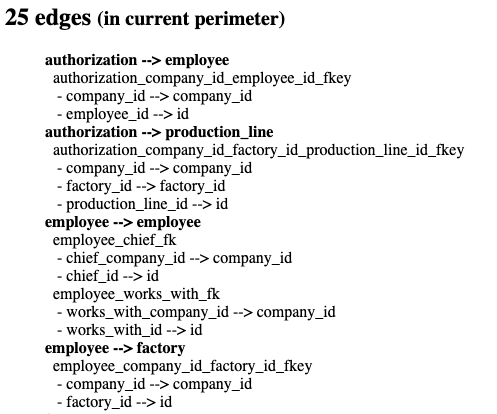 25 edges (in current perimeter)
authorization --> employee
authorization_company_id_employee_id_fkey
- company_id --> company_id
- employee_id --> id
authorization --> production_line
authorization_company_id_factory_id_production_line_id_fkey
- company_id --> company_id
- factory_id --> factory_id
- production_line_id --> id
employee --> employee
employee_chief_fk
- chief_company_id --> company_id
- chief_id --> id
employee_works_with_fk
- works_with_company_id --> company_id
- works_with_id --> id
employee --> factory
employee_company_id_factory_id_fkey
- company_id --> company_id
- factory_id --> id